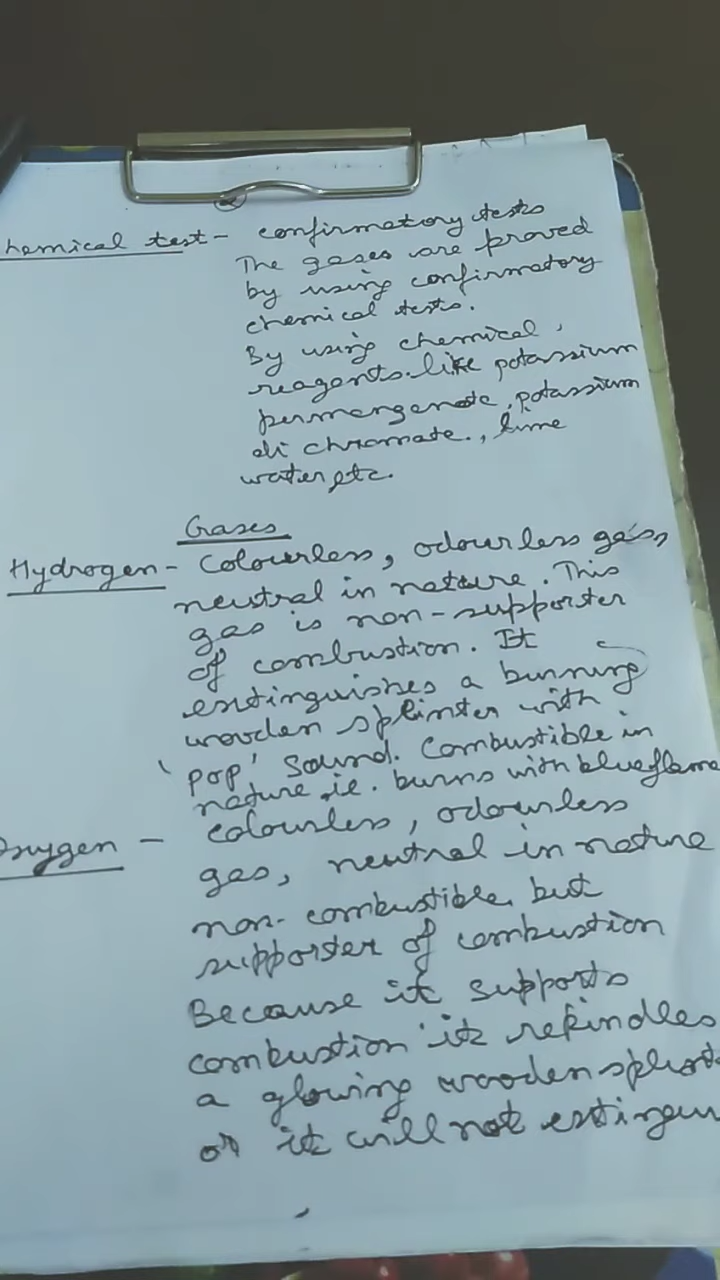 2
hemical test - confirmatory tests
The gases are proved
by using confirmatory
chemical tests.
By using chemical,
reagents. like potassium
permangenate, potassium
di chromate., lime
water etc.
Gases
Hydrogen - Colourless, odourless gas,
neutral in nature. This
gas is non-supporter
of combustion. It
extinguishes a burning
wooden splinter with
'pop' sound. Combustible in
nature ie. burns with blue flame
Oxygen - colourless, odourless
gas, neutral in nature
non-combustible, but
supporter of combustion
Because it supports
combustion it rekindles
a glowing wooden
or it will not